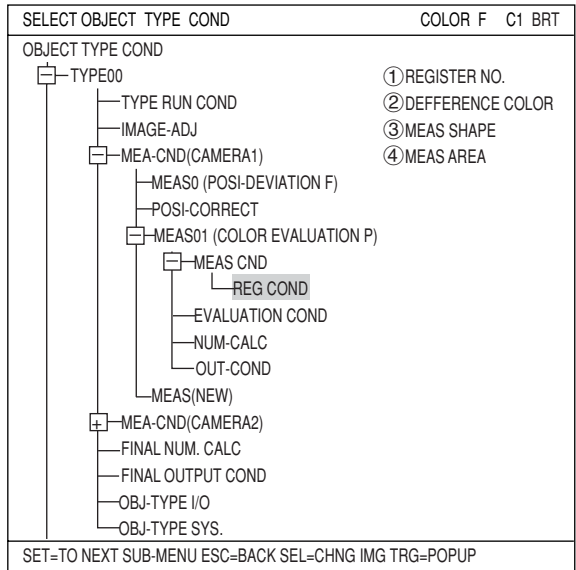 SELECT OBJECT TYPE COND COLOR F C1 BRT
OBJECT TYPE COND
TYPE00
①REGISTER NO.
TYPE RUN COND
②DEFFERENCE COLOR
IMAGE-ADJ
③MEAS SHAPE
MEA-CND(CAMERA1)
④MEAS AREA
MEAS0 (POSI-DEVIATION F)
POSI-CORRECT
MEAS01 (COLOR EVALUATION P)
MEAS CND
REG COND
EVALUATION COND
NUM-CALC
OUT-COND
MEAS(NEW)
MEA-CND(CAMERA2)
FINAL NUM. CALC
FINAL OUTPUT COND
OBJ-TYPE I/O
OBJ-TYPE SYS.
SET=TO NEXT SUB-MENU ESC=BACK SEL=CHNG IMG TRG=POPUP